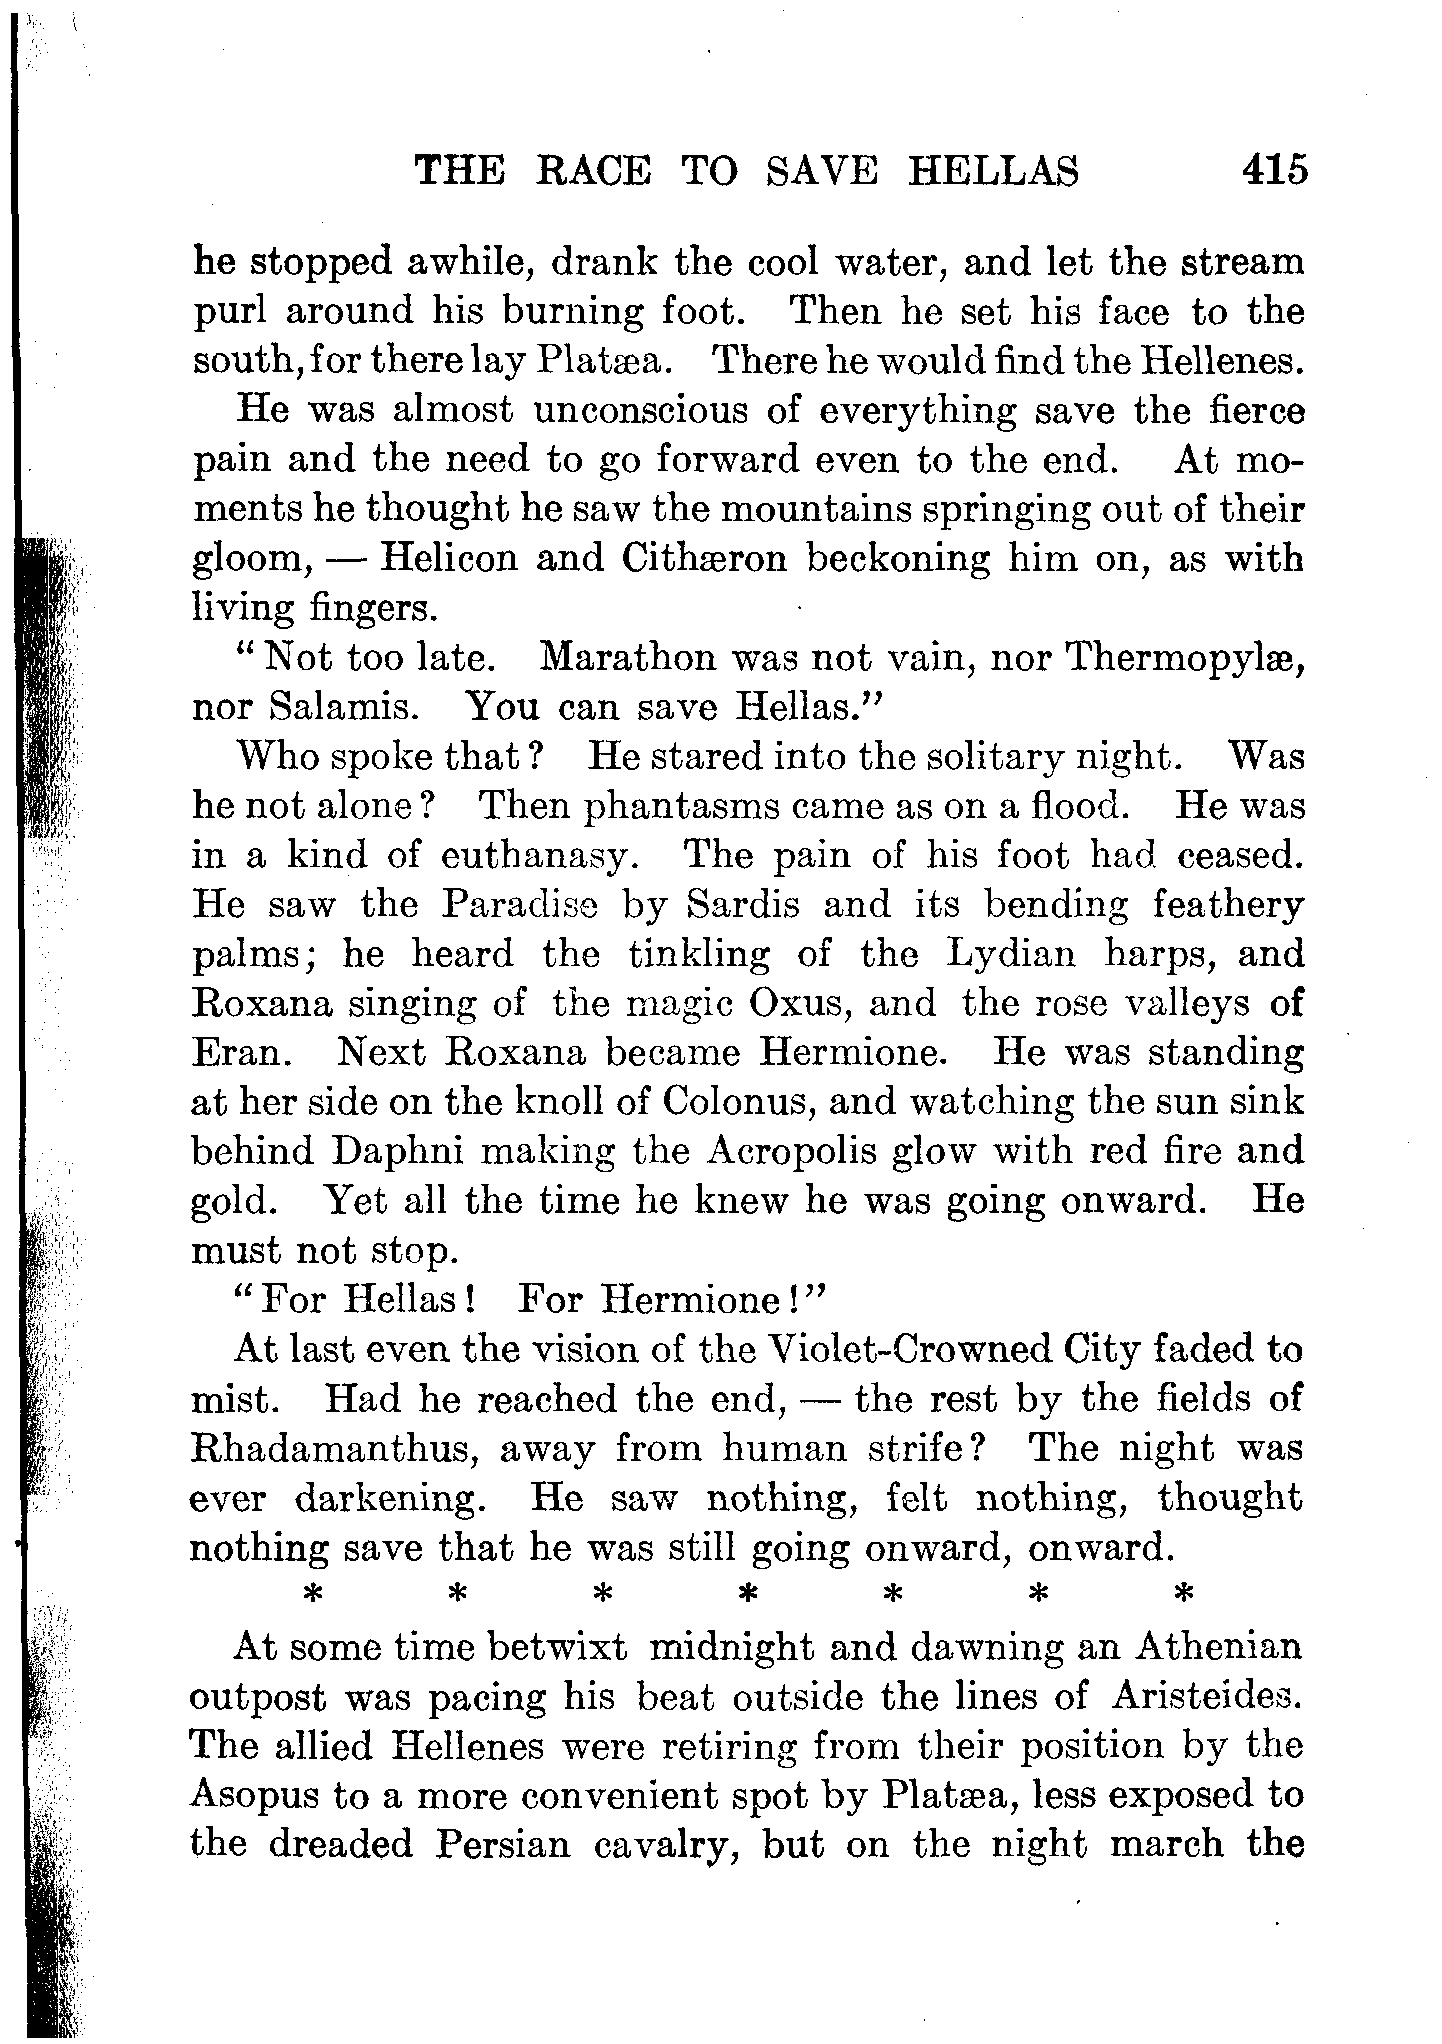 THE RACE TO SAVE HELLAS 415
he stopped awhile, drank the cool water, and let the stream
purl around his burning foot. Then he set his face to the
south, for there lay Platæa. There he would find the Hellenes.
He was almost unconscious of everything save the fierce
pain and the need to go forward even to the end. At mo-
ments he thought he saw the mountains springing out of their
gloom, — Helicon and Cithæron beckoning him on, as with
living fingers.
"Not too late. Marathon was not vain, nor Thermopylæ,
nor Salamis. You can save Hellas."
Who spoke that? He stared into the solitary night. Was
he not alone? Then phantasms came as on a flood. He was
in a kind of euthanasy. The pain of his foot had ceased.
He saw the Paradise by Sardis and its bending feathery
palms; he heard the tinkling of the Lydian harps, and
Roxana singing of the magic Oxus, and the rose valleys of
Eran. Next Roxana became Hermione. He was standing
at her side on the knoll of Colonus, and watching the sun sink
behind Daphni making the Acropolis glow with red fire and
gold. Yet all the time he knew he was going onward. He
must not stop.
"For Hellas! For Hermione!"
At last even the vision of the Violet-Crowned City faded to
mist. Had he reached the end, — the rest by the fields of
Rhadamanthus, away from human strife? The night was
ever darkening. He saw nothing, felt nothing, thought
nothing save that he was still going onward, onward.
* * * * * * *
At some time betwixt midnight and dawning an Athenian
outpost was pacing his beat outside the lines of Aristeides.
The allied Hellenes were retiring from their position by the
Asopus to a more convenient spot by Platæa, less exposed to
the dreaded Persian cavalry, but on the night march the